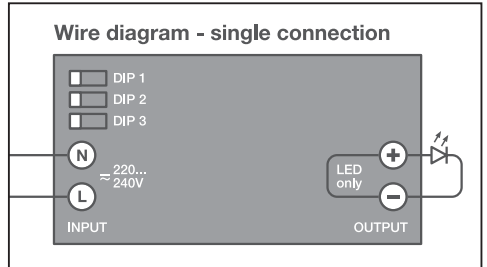 Wire diagram - single connection
DIP 1
DIP 2
DIP 3
N
L
220...
240V
INPUT
LED
only
+
−
OUTPUT